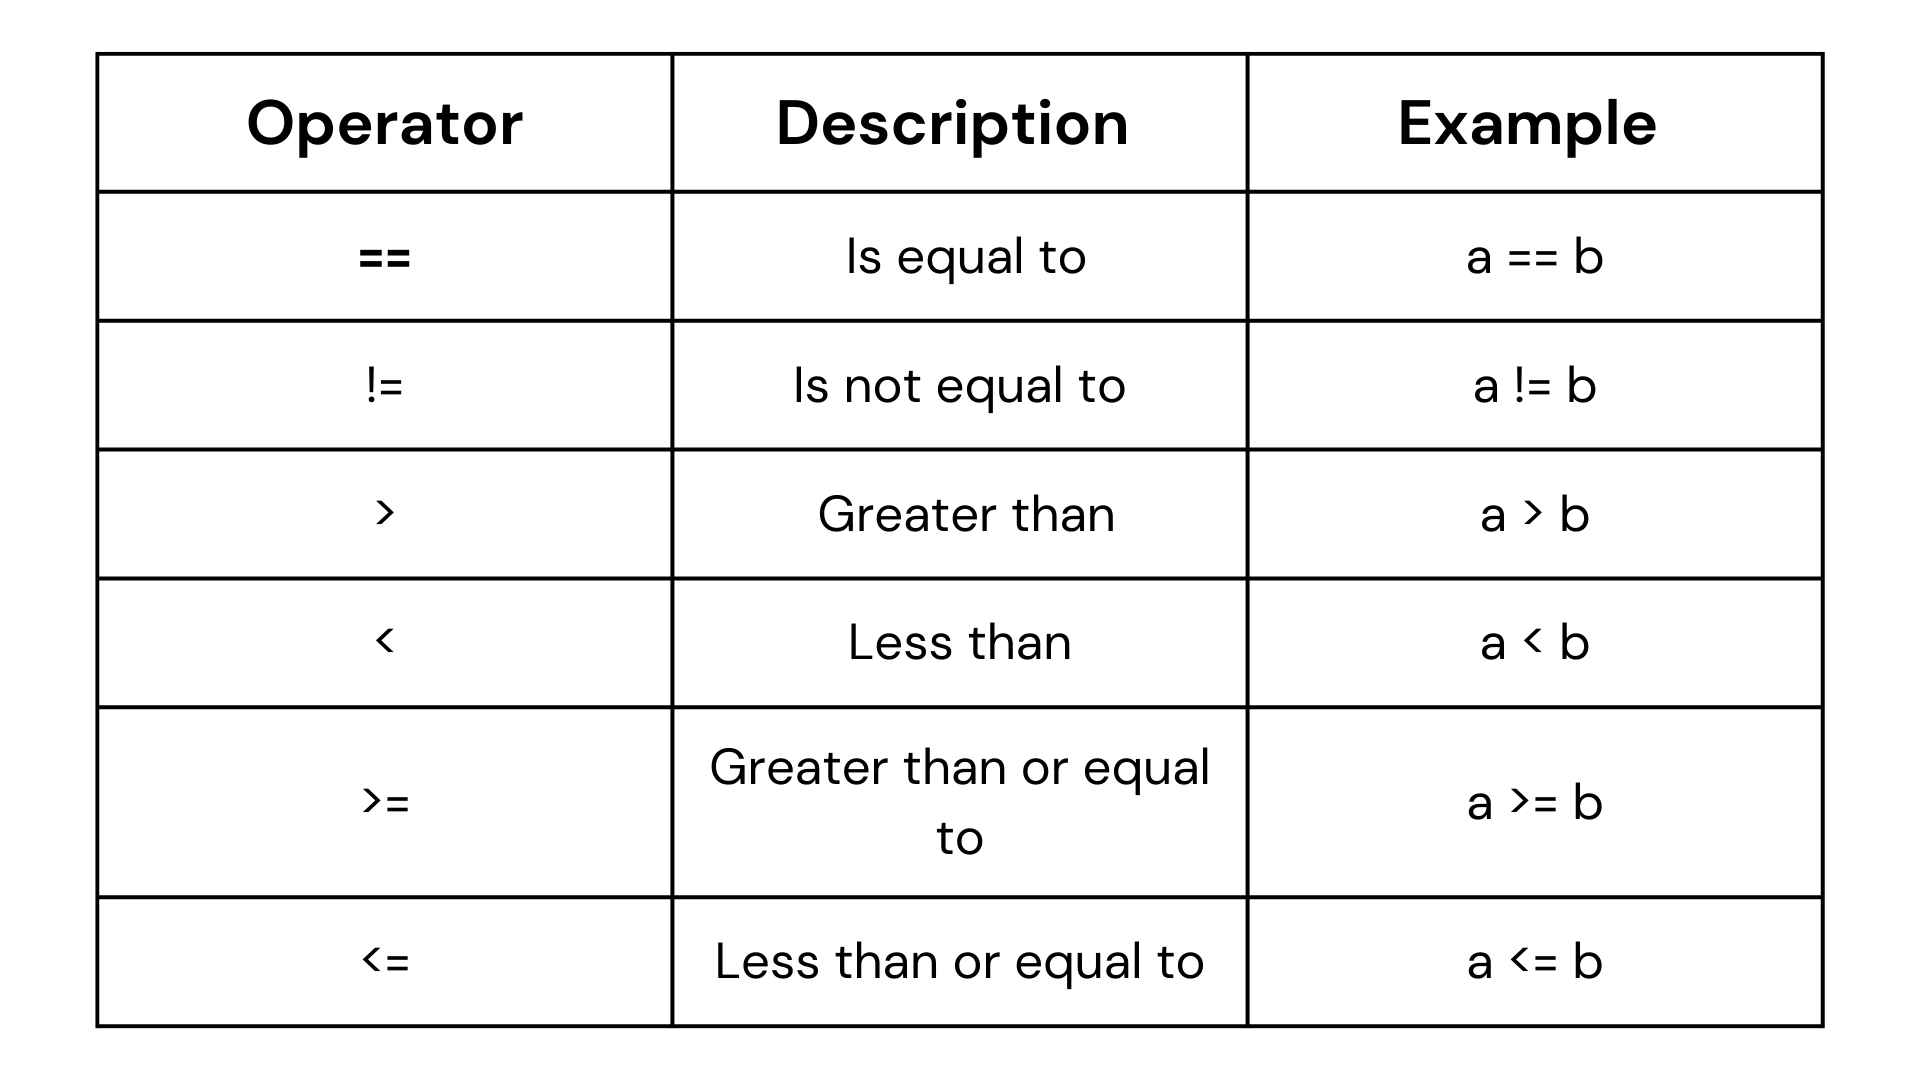 Operator Description Example
== Is equal to a == b
!= Is not equal to a != b
> Greater than a > b
< Less than a < b
>= Greater than or equal to a >= b
<= Less than or equal to a <= b